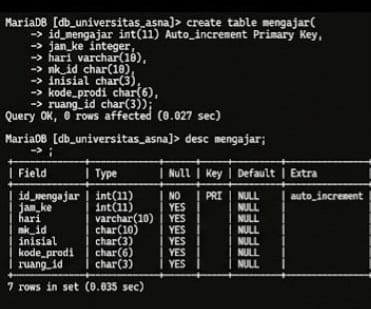 MariaDB [db_universitas_asna]> create table mengajar(
-> id_mengajar int(11) Auto_increment Primary Key,
-> jam_ke integer,
-> hari varchar(10),
-> mk_id char(10),
-> inisial char(3),
-> kode_prodi char(6),
-> ruang_id char(3));
Query OK, 0 rows affected (0.027 sec)
MariaDB [db_universitas_asna]> desc mengajar;
-> ;
| Field | Type | Null | Key | Default | Extra |
| id_mengajar | int(11) | NO | PRI | NULL | auto_increment |
| jam_ke | int(11) | YES | | NULL | |
| hari | varchar(10) | YES | | NULL | |
| mk_id | char(10) | YES | | NULL | |
| inisial | char(3) | YES | | NULL | |
| kode_prodi | char(6) | YES | | NULL | |
| ruang_id | char(3) | YES | | NULL | |
7 rows in set (0.035 sec)